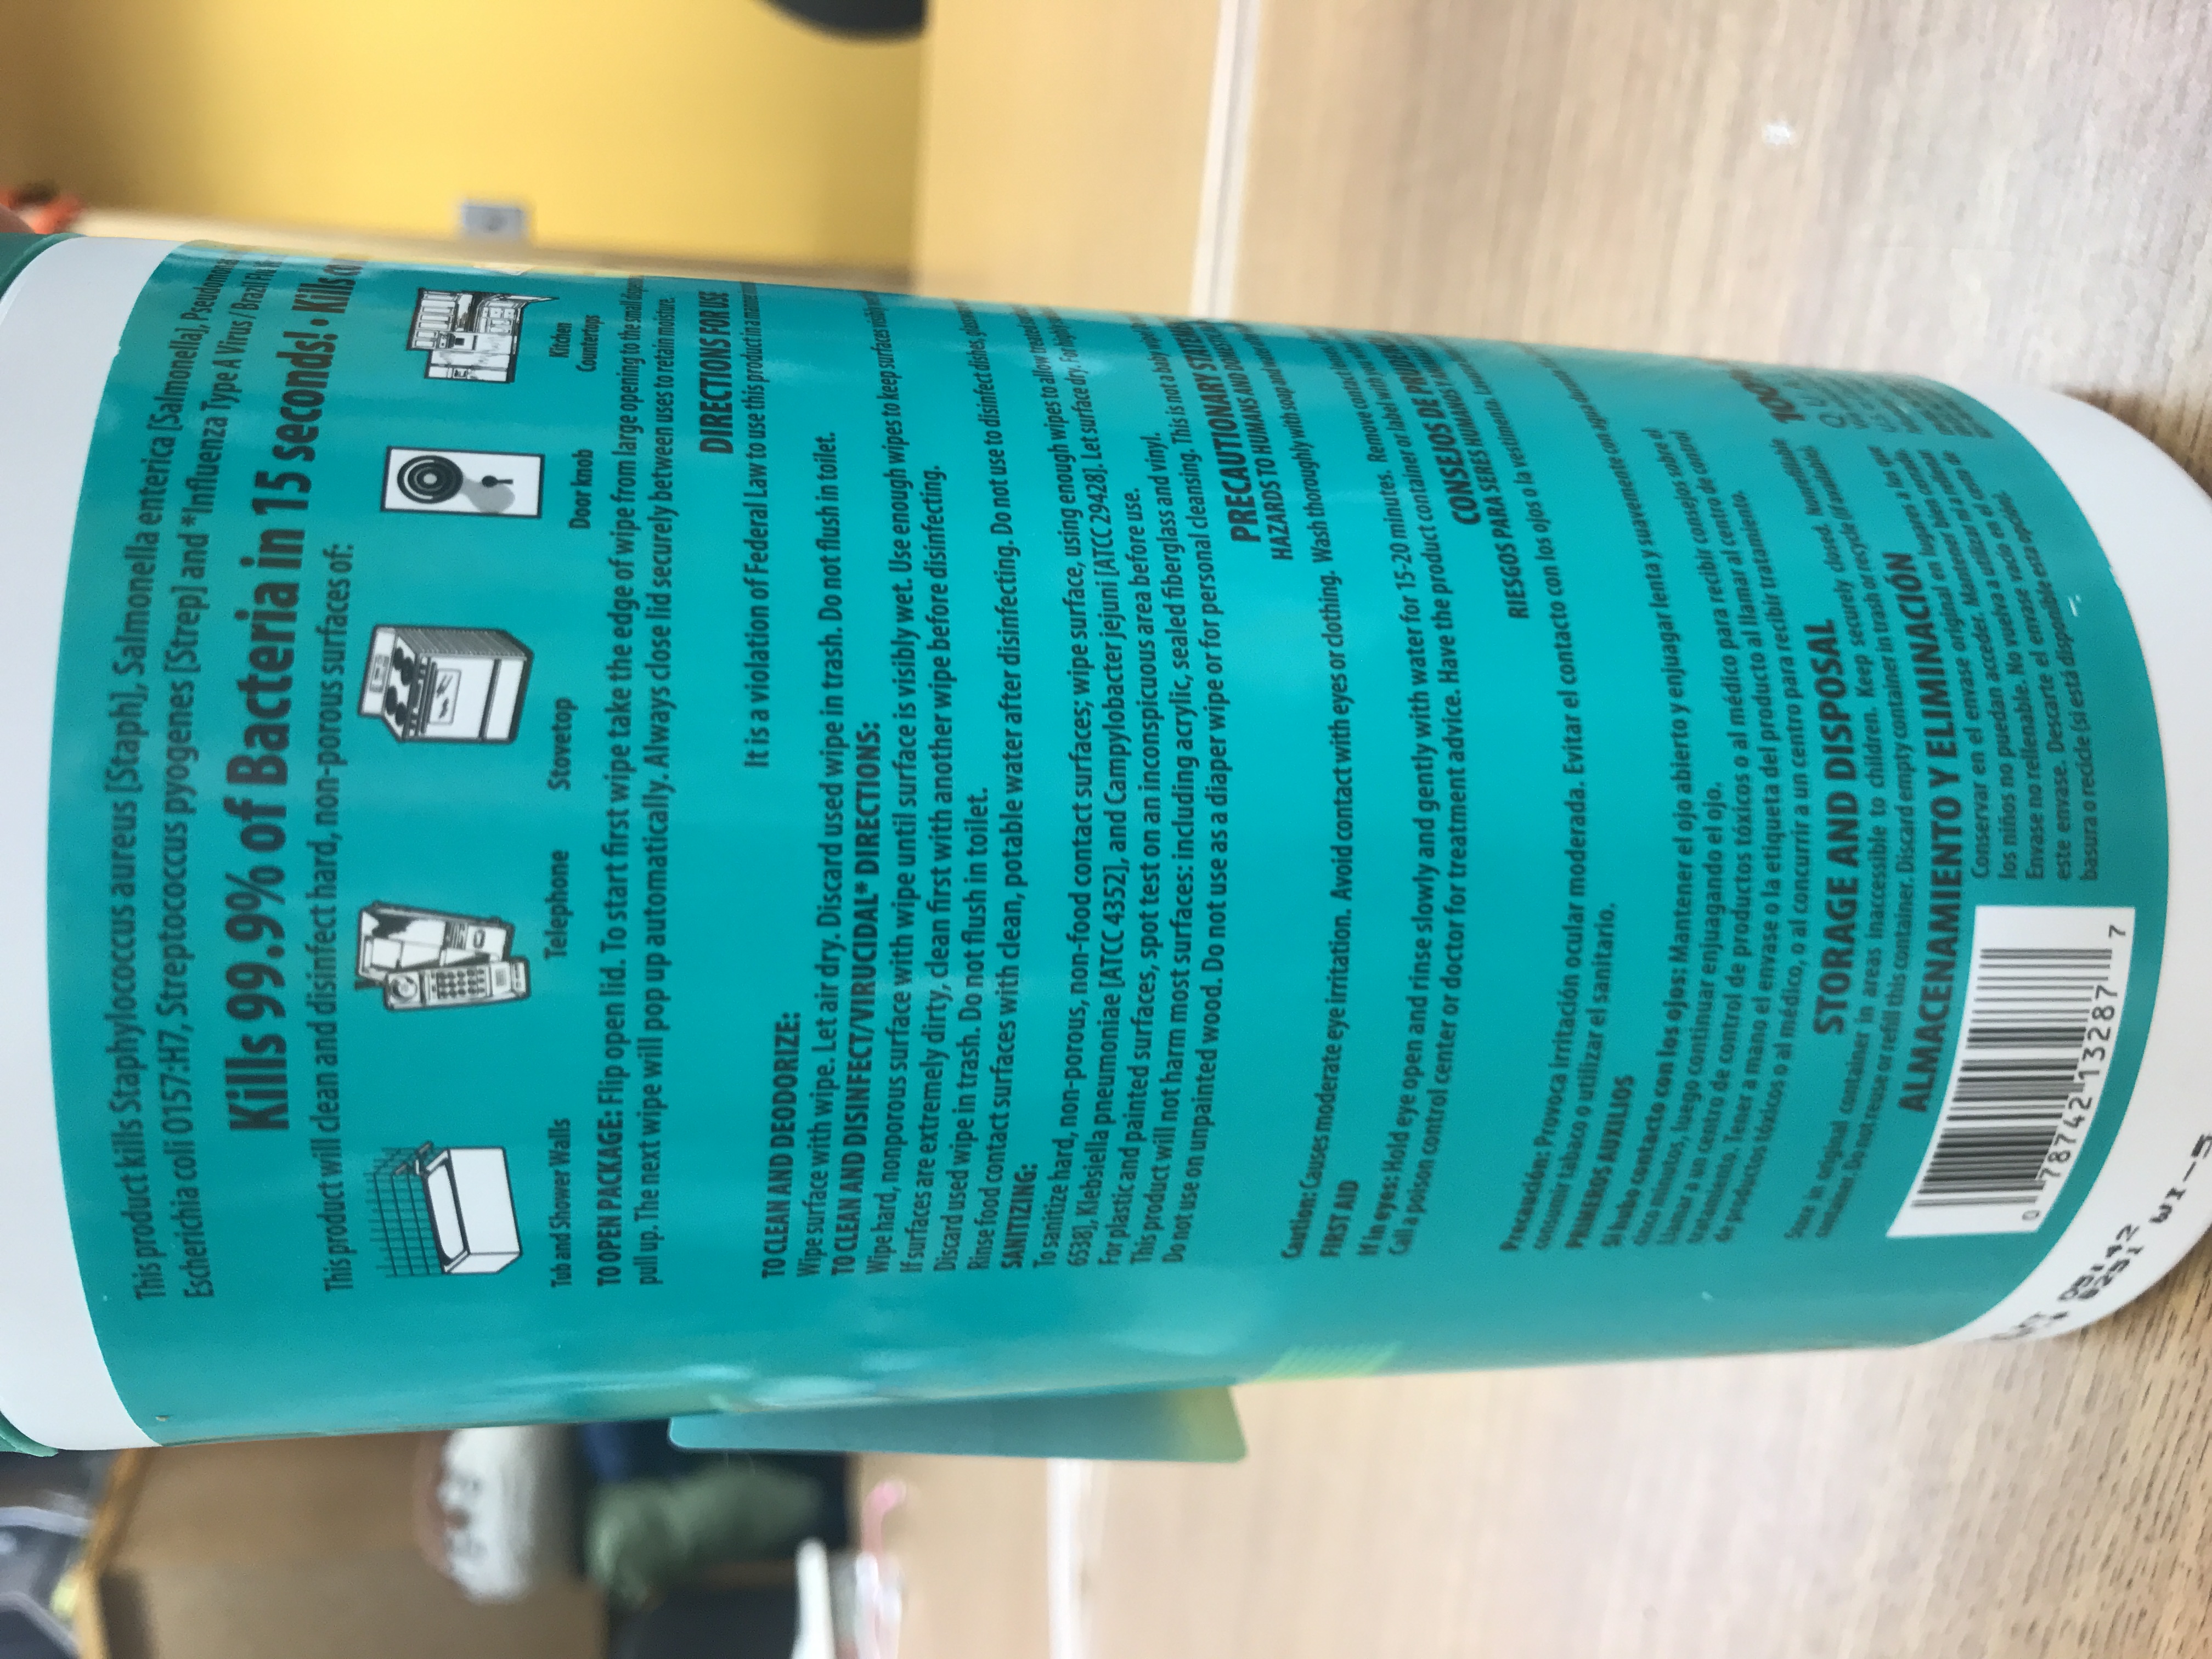 This product kills Staphylococcus aureus [Staph], Salmonella enterica [Salmonella],
Escherichia coli O157:H7, Streptococcus pyogenes [Strep] and *Influenza Type A Virus / Brazil Flu
Kills 99.9% of Bacteria in 15 seconds! • Kills
This product will clean and disinfect hard, non-porous surfaces of:
Tub and Shower Walls
Telephone
Stovetop
Door knob
Kitchen
Countertops
TO OPEN PACKAGE: Flip open lid. To start first wipe take the edge of wipe from large opening to the small
pull up. The next wipe will pop up automatically. Always close lid securely between uses to retain moisture.
DIRECTIONS FOR USE
It is a violation of Federal Law to use this product in a manner
TO CLEAN AND DEODORIZE:
Wipe surface with wipe. Let air dry. Discard used wipe in trash. Do not flush in toilet.
TO CLEAN AND DISINFECT/VIRUCIDAL* DIRECTIONS:
Wipe hard, nonporous surface with wipe until surface is visibly wet. Use enough wipes to keep surfaces visibly
If surfaces are extremely dirty, clean first with another wipe before disinfecting.
Discard used wipe in trash. Do not flush in toilet.
Rinse food contact surfaces with clean, potable water after disinfecting. Do not use to disinfect dishes,
SANITIZING:
To sanitize hard, non-porous, non-food contact surfaces; wipe surface, using enough wipes to allow treated
6538], Klebsiella pneumoniae [ATCC 4352], and Campylobacter jejuni [ATCC 29428]. Let surface dry. For highly
For plastic and painted surfaces, spot test on an inconspicuous area before use.
This product will not harm most surfaces: including acrylic, sealed fiberglass and vinyl.
Do not use on unpainted wood. Do not use as a diaper wipe or for personal cleansing. This is not a baby wipe!
PRECAUTIONARY
HAZARDS TO HUMANS AND DOMESTIC
Caution: Causes moderate eye irritation. Avoid contact with eyes or clothing. Wash thoroughly with soap and water
FIRST AID
If in eyes: Hold eye open and rinse slowly and gently with water for 15-20 minutes. Remove contact lenses,
Call a poison control center or doctor for treatment advice. Have the product container or label with you when
CONSEJOS DE
RIESGOS PARA SERES HUMANOS Y
Precaución: Provoca irritación ocular moderada. Evitar el contacto con los ojos o la vestimenta.
consumir tabaco o utilizar el sanitario.
PRIMEROS AUXILIOS
Si hubo contacto con los ojos: Mantener el ojo abierto y enjuagar lenta y suavemente con agua durante
cinco minutos, luego continuar enjuagando el ojo.
Llamar a un centro de control de productos tóxicos o al médico para recibir consejos sobre el
tratamiento. Tener a mano el envase o la etiqueta del producto al llamar al centro de control
de productos tóxicos o al médico, o al concurrir a un centro para recibir tratamiento.
STORAGE AND DISPOSAL
Store in original container in areas inaccessible to children. Keep securely closed. Nonrefillable
container. Do not reuse or refill this container. Discard empty container in trash or recycle (if available).
ALMACENAMIENTO Y ELIMINACIÓN
Conservar en el envase original en lugares a los que
los niños no puedan acceder. Mantener bien cerrado.
Envase no rellenable. No vuelva a utilizar ni a rellenar
este envase. Descarte el envase vacío en el cesto de
basura o recicle (si está disponible esta opción).
100%
0 78742 13287 7
WI-5